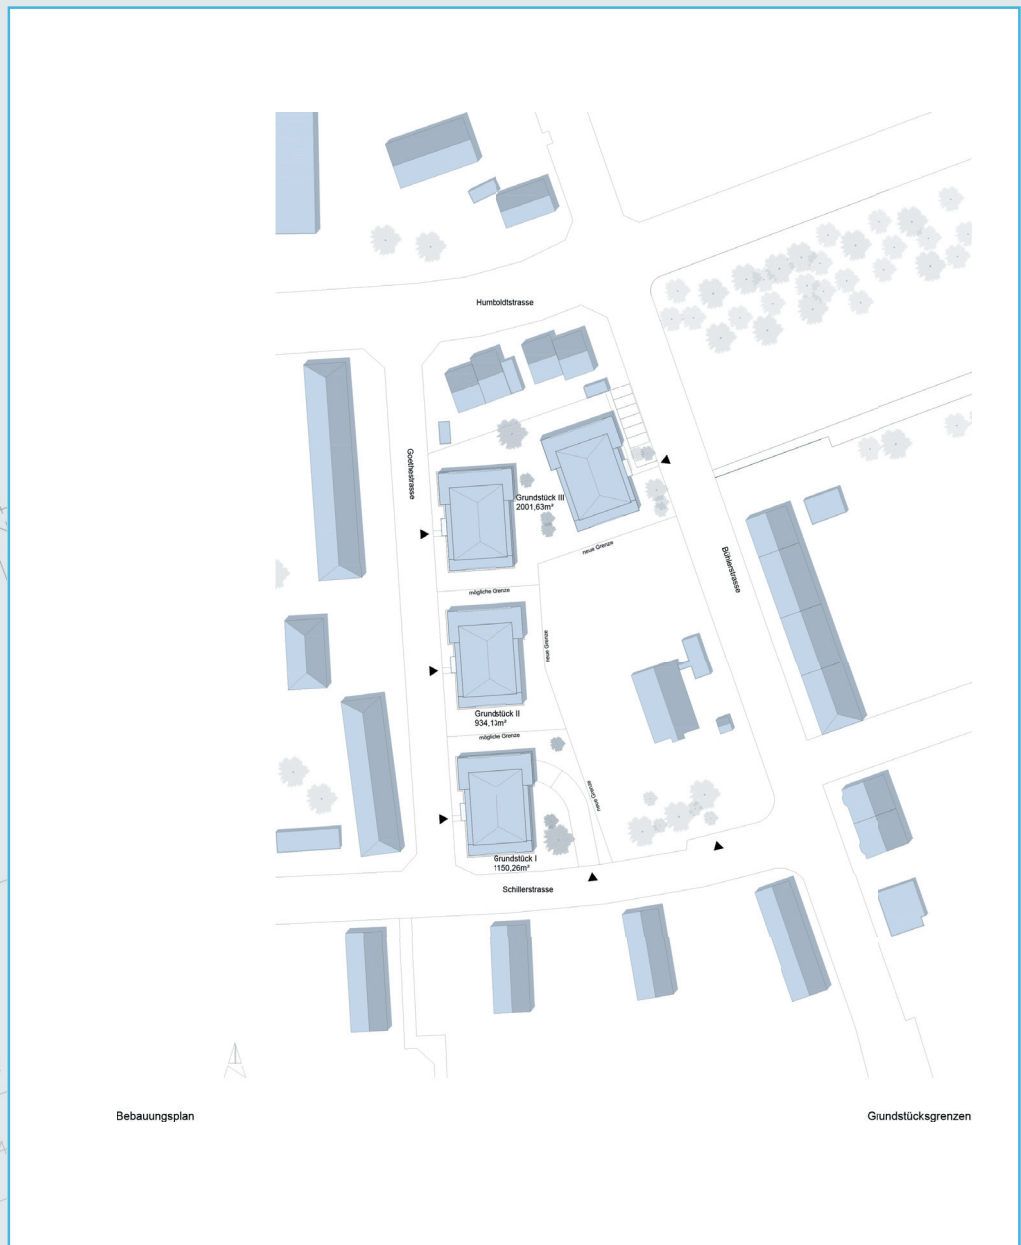 Humboldtstrasse
Goethestrasse
Grundstück III
2001,63m²
neue Grenze
Bühlerstrasse
mögliche Grenze
neue Grenze
Grundstück II
934,13m²
mögliche Grenze
neue Grenze
Grundstück I
1150,26m²
Schillerstrasse
Bebauungsplan
Grundstücksgrenzen